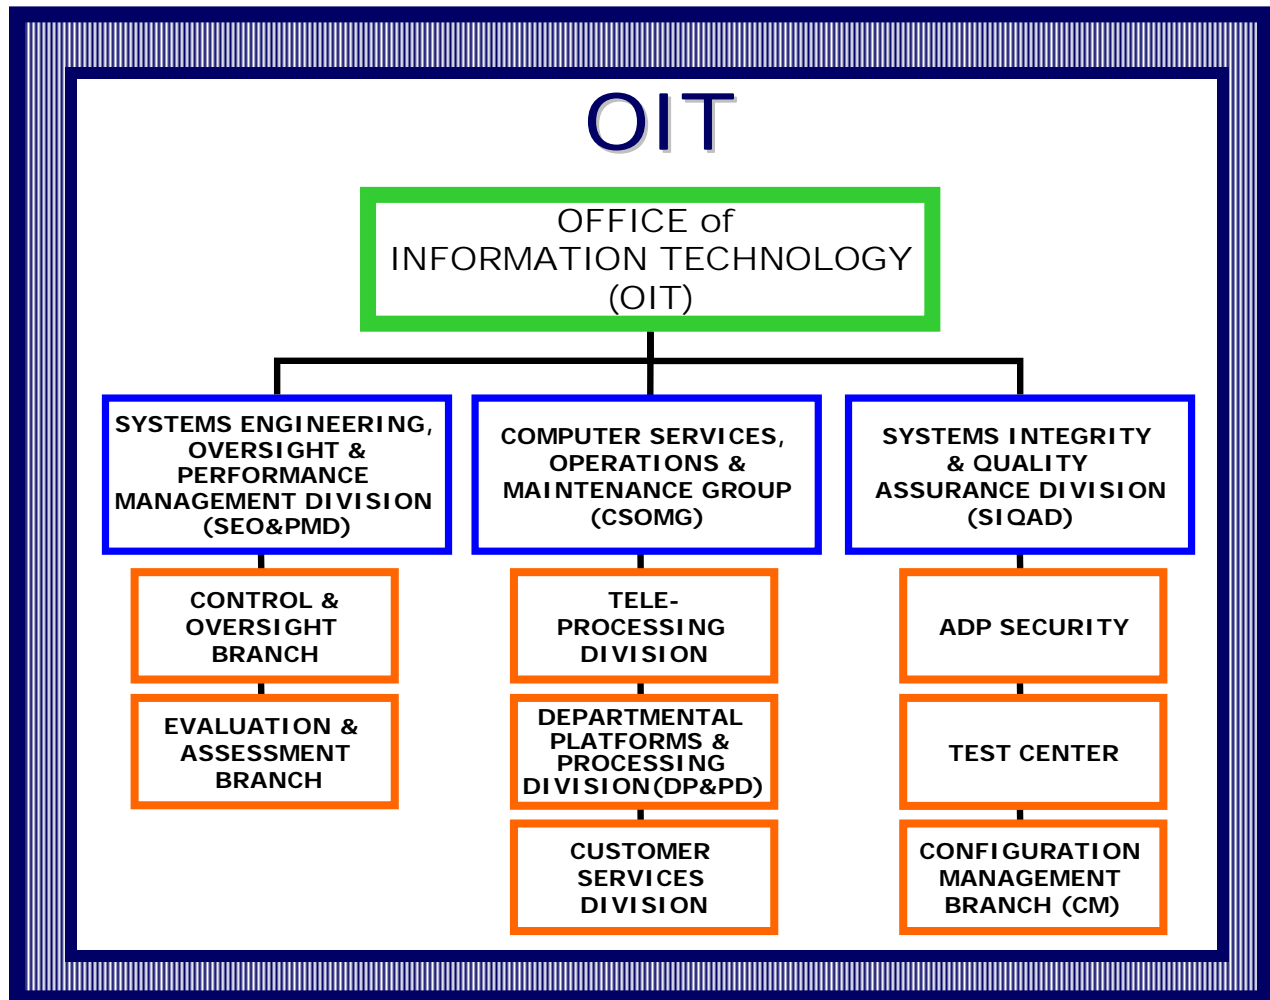 OIT
OFFICE of
INFORMATION TECHNOLOGY
(OIT)
SYSTEMS ENGINEERING,
OVERSIGHT &
PERFORMANCE
MANAGEMENT DIVISION
(SEO&PMD)
COMPUTER SERVICES,
OPERATIONS &
MAINTENANCE GROUP
(CSOMG)
SYSTEMS INTEGRITY
& QUALITY
ASSURANCE DIVISION
(SIQAD)
CONTROL &
OVERSIGHT
BRANCH
TELE-
PROCESSING
DIVISION
ADP SECURITY
EVALUATION &
ASSESSMENT
BRANCH
DEPARTMENTAL
PLATFORMS &
PROCESSING
DIVISION(DP&PD)
TEST CENTER
CUSTOMER
SERVICES
DIVISION
CONFIGURATION
MANAGEMENT
BRANCH (CM)